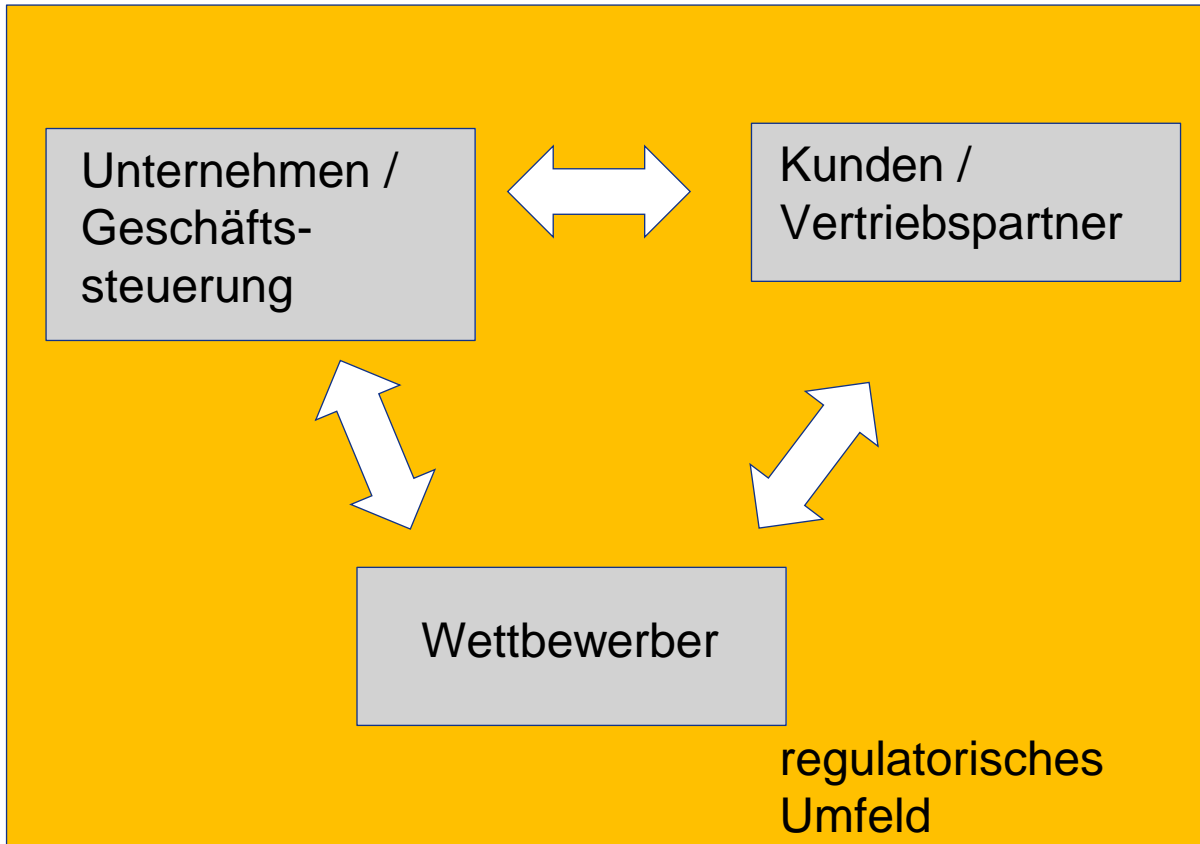 Unternehmen /
Geschäfts-
steuerung
Kunden /
Vertriebspartner
Wettbewerber
regulatorisches
Umfeld